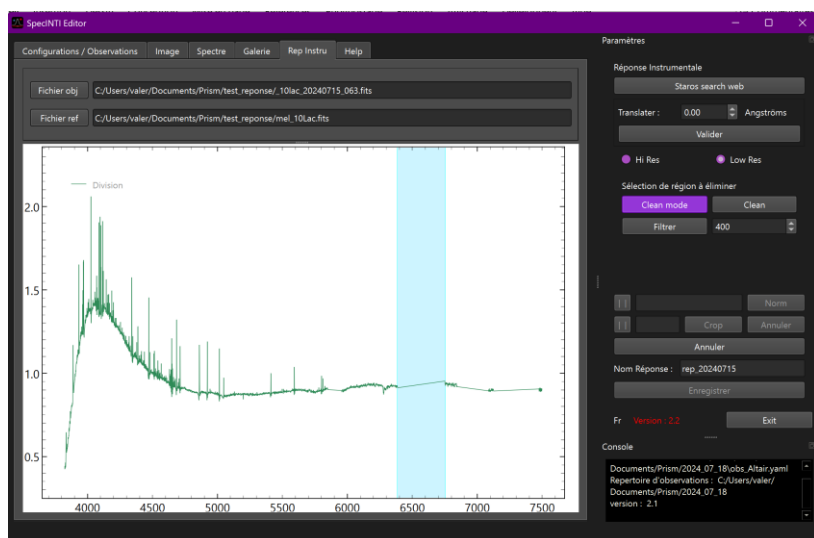 SpecINTI Editor
Configurations / Observations Image Spectre Galerie Rep Instru Help
Fichier obj C:/Users/valer/Documents/Prism/test_reponse/_10lac_20240715_063.fits
Fichier ref C:/Users/valer/Documents/Prism/test_reponse/mel_10Lac.fits
Division
2.0
1.5
1.0
0.5
4000 4500 5000 5500 6000 6500 7000 7500
Paramètres
Réponse Instrumentale
Staros search web
Translater : 0.00 Angströms
Valider
Hi Res Low Res
Sélection de région à éliminer
Clean mode Clean
Filtrer 400
Norm
Crop Annuler
Annuler
Nom Réponse : rep_20240715
Enregistrer
Fr Version : 2.2 Exit
Console
Documents/Prism/2024_07_18\obs_Altair.yaml
Repertoire d'observations : C:/Users/valer/
Documents/Prism/2024_07_18
version : 2.1